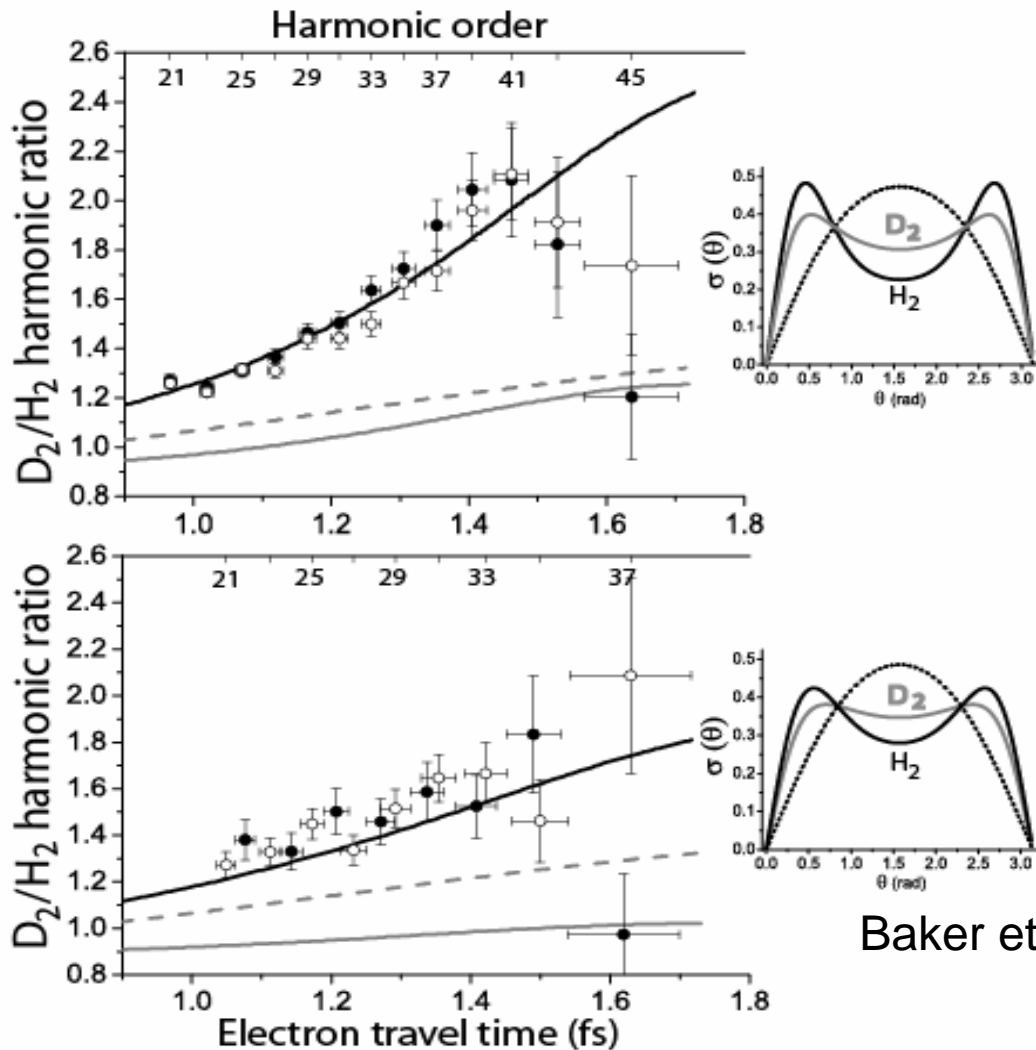 Harmonic order
2.6
2.4
2.2
2.0
1.8
1.6
1.4
1.2
1.0
0.8
21 25 29 33 37 41 45
D₂/H₂ harmonic ratio
1.0 1.2 1.4 1.6 1.8
0.5
0.4
0.3
0.2
0.1
0.0
σ (θ)
D₂
H₂
0.0 0.5 1.0 1.5 2.0 2.5 3.0
θ (rad)
2.6
2.4
2.2
2.0
1.8
1.6
1.4
1.2
1.0
0.8
21 25 29 33 37
D₂/H₂ harmonic ratio
1.0 1.2 1.4 1.6 1.8
Electron travel time (fs)
0.5
0.4
0.3
0.2
0.1
0.0
σ (θ)
D₂
H₂
0.0 0.5 1.0 1.5 2.0 2.5 3.0
θ (rad)
Baker et